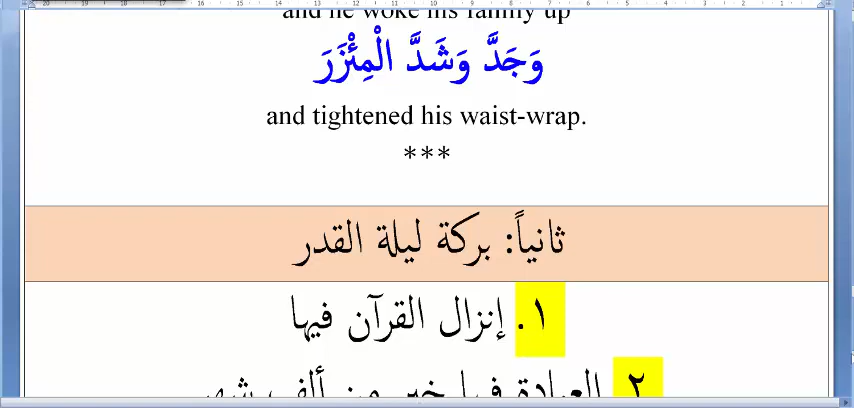 and he woke his family up
وَجَدَّ وَشَدَّ الْمِئْزَرَ
and tightened his waist-wrap.
***
ثانياً: بركة ليلة القدر
١. إنزال القرآن فيها
٢ العبادة فيها خير من ألف شهر